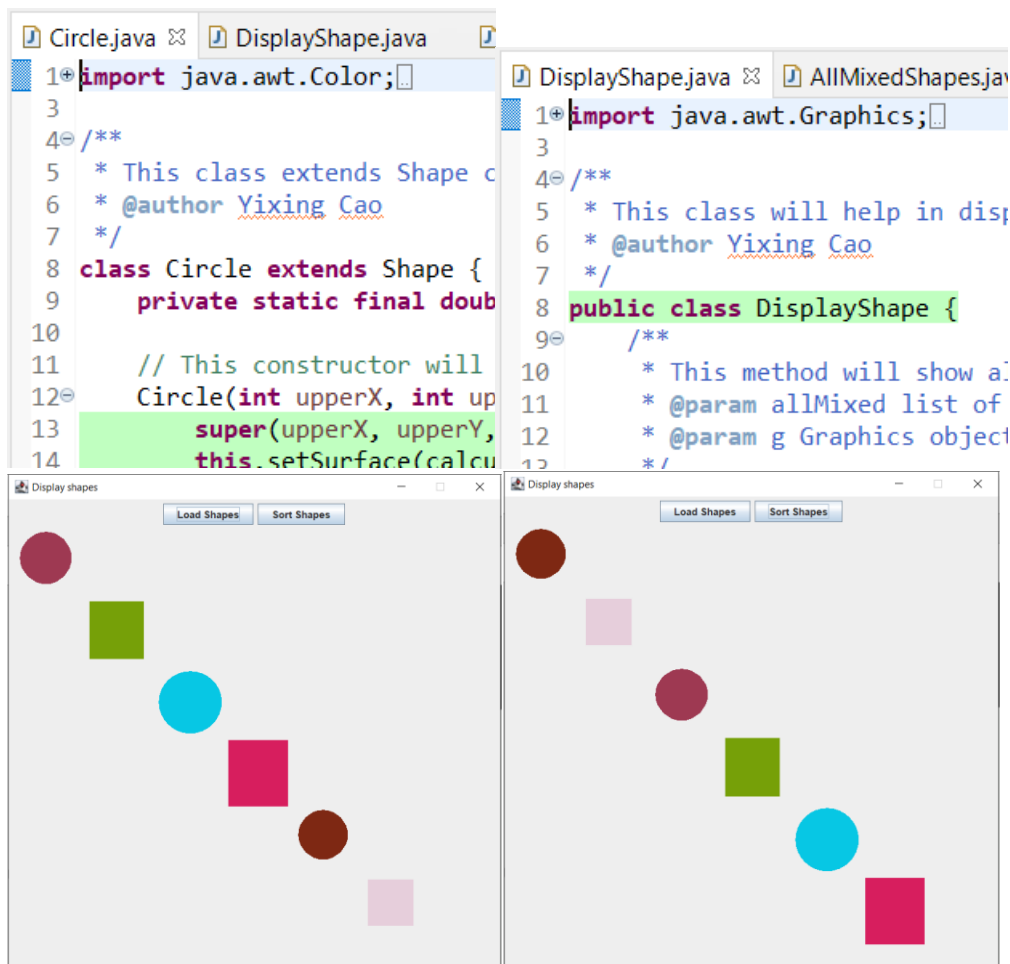 Circle.java DisplayShape.java
1 import java.awt.Color;
3
4 /**
5 * This class extends Shape c
6 * @author Yixing Cao
7 */
8 class Circle extends Shape {
9 private static final doub
10
11 // This constructor will
12 Circle(int upperX, int up
13 super(upperX, upperY,
14 this.setSurface(calcu
DisplayShape.java AllMixedShapes.jav
1 import java.awt.Graphics;
3
4 /**
5 * This class will help in disp
6 * @author Yixing Cao
7 */
8 public class DisplayShape {
9 /**
10 * This method will show al
11 * @param allMixed list of
12 * @param g Graphics object
13 */
Display shapes
Load Shapes Sort Shapes
Display shapes
Load Shapes Sort Shapes